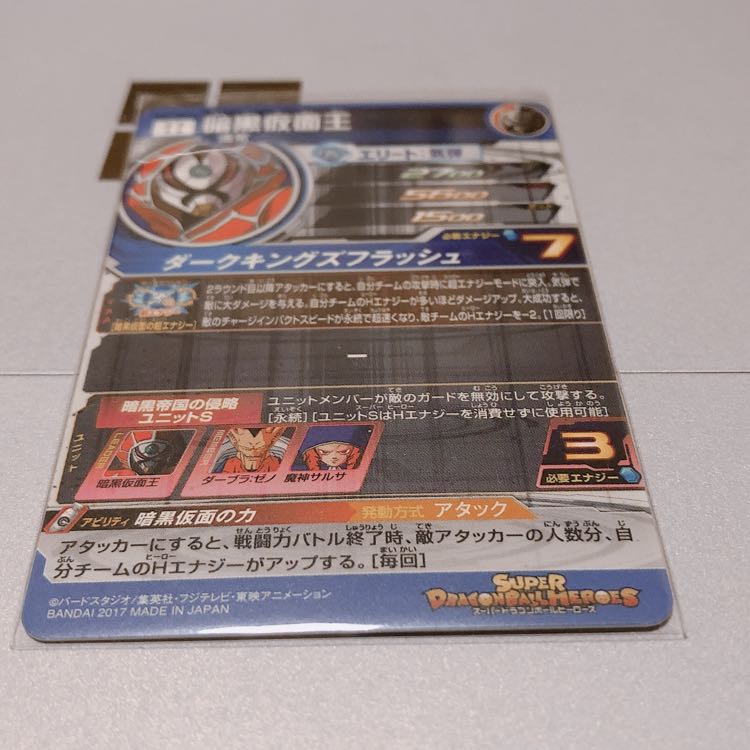 暗黒仮面王
エリート:気弾
2700
5600
1500
必要エナジー 7
ダークキングズフラッシュ
2ラウンド目以降アタッカーにすると、自分チームの攻撃時に超エナジーモードに突入。気弾で
敵に大ダメージを与える。自分チームのHエナジーが多いほどダメージアップ。大成功すると、
[暗黒仮面の超エナジー] 敵のチャージインパクトスピードが永続で超速くなり、敵チームのHエナジーを-2。[1回限り]
－
暗黒帝国の侵略
ユニットS
ユニットメンバーが敵のガードを無効にして攻撃する。
[永続] [ユニットSはHエナジーを消費せずに使用可能]
ユニット
LEADER
暗黒仮面王 ダーブラ:ゼノ 魔神サルサ
3
必要エナジー
アビリティ 暗黒仮面の力 発動方式 アタック
アタッカーにすると、戦闘力バトル終了時、敵アタッカーの人数分、自
分チームのHエナジーがアップする。[毎回]
©バードスタジオ/集英社・フジテレビ・東映アニメーション
BANDAI 2017 MADE IN JAPAN
SUPER
DRAGONBALL HEROES
スーパードラゴンボールヒーローズ